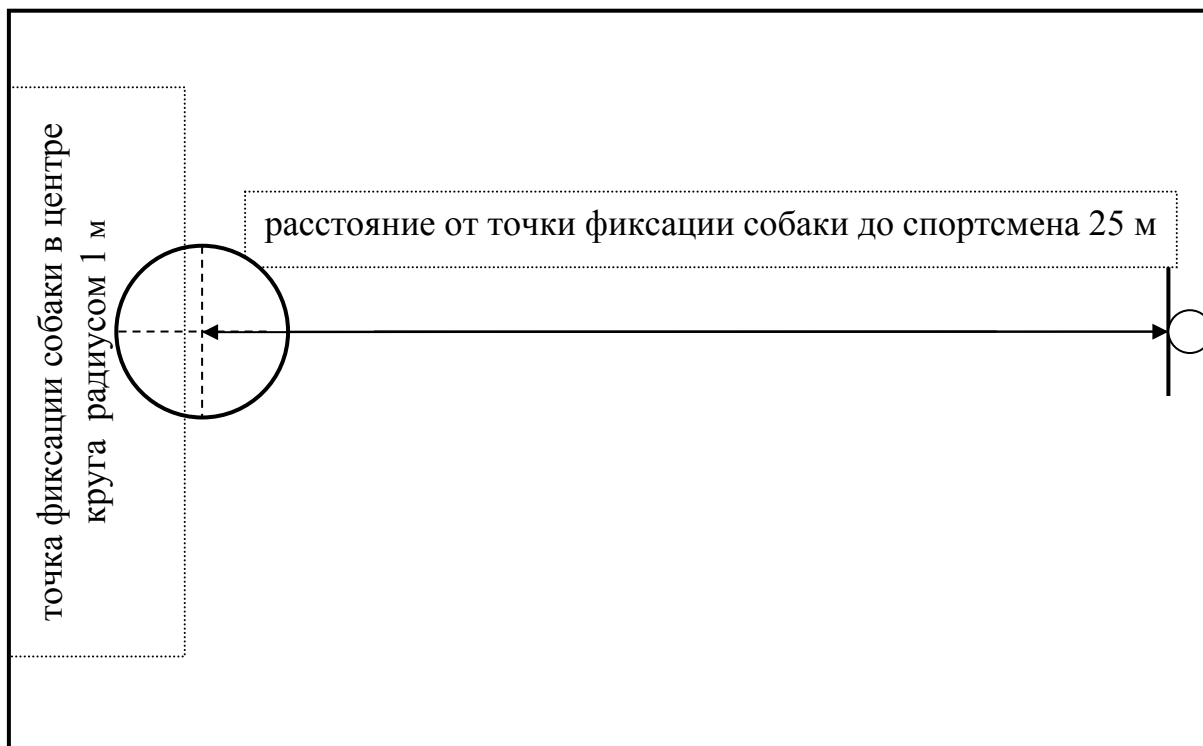 точка фиксации собаки в центре
круга радиусом 1 м
расстояние от точки фиксации собаки до спортсмена 25 м